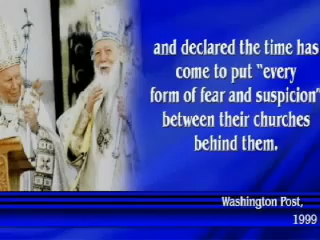 and declared the time has
come to put "every
form of fear and suspicion"
between their churches
behind them.
Washington Post,
1999